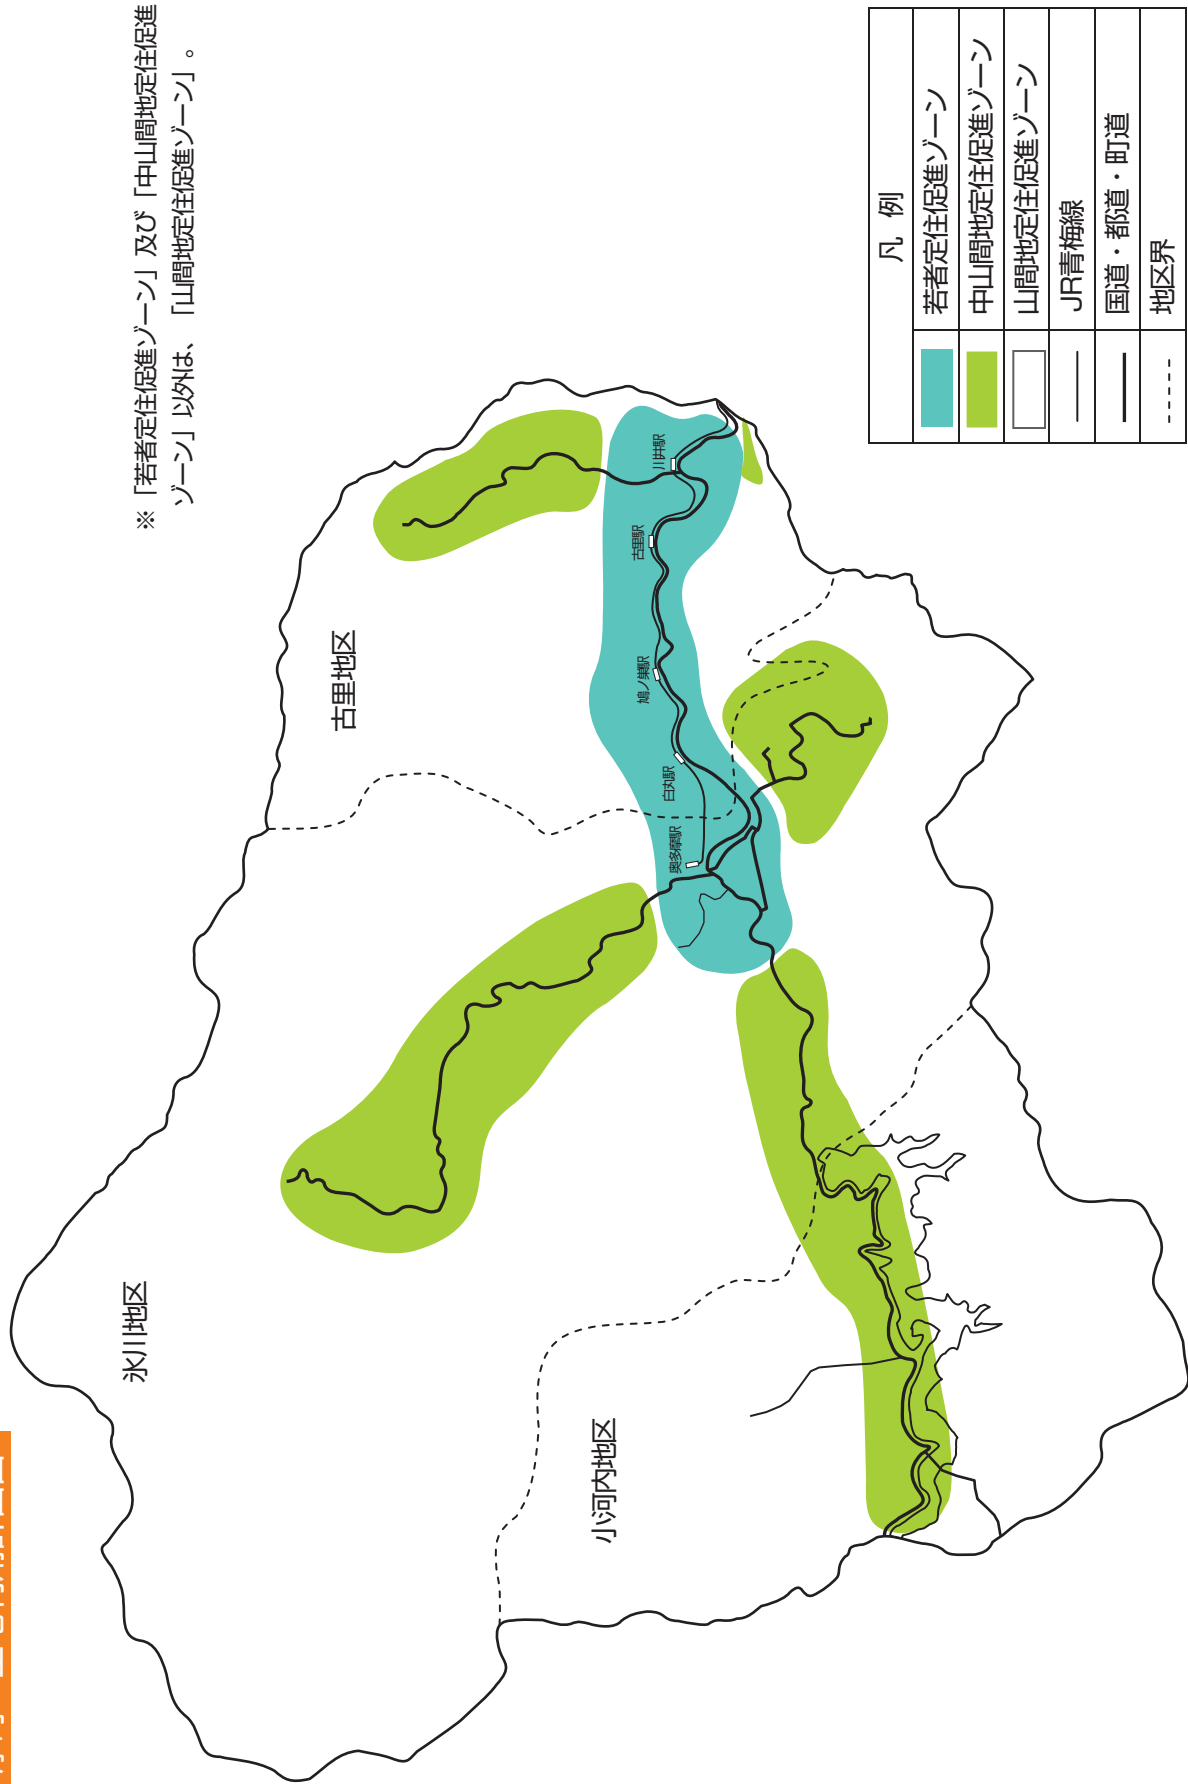 ※「若者定住促進ゾーン」及び「中山間地定住促進
ゾーン」以外は、「山間地定住促進ゾーン」。
古里地区
氷川地区
小河内地区
川井駅
古里駅
鳩ノ巣駅
白丸駅
奥多摩駅
凡 例
若者定住促進ゾーン
中山間地定住促進ゾーン
山間地定住促進ゾーン
JR青梅線
国道・都道・町道
地区界